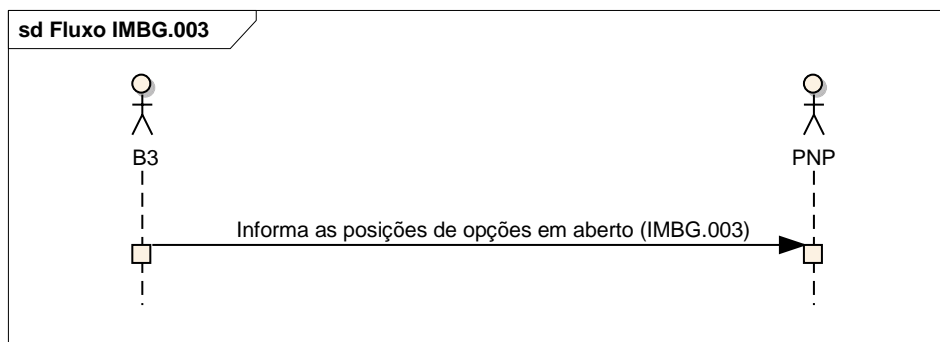 sd Fluxo IMBG.003
B3
PNP
Informa as posições de opções em aberto (IMBG.003)